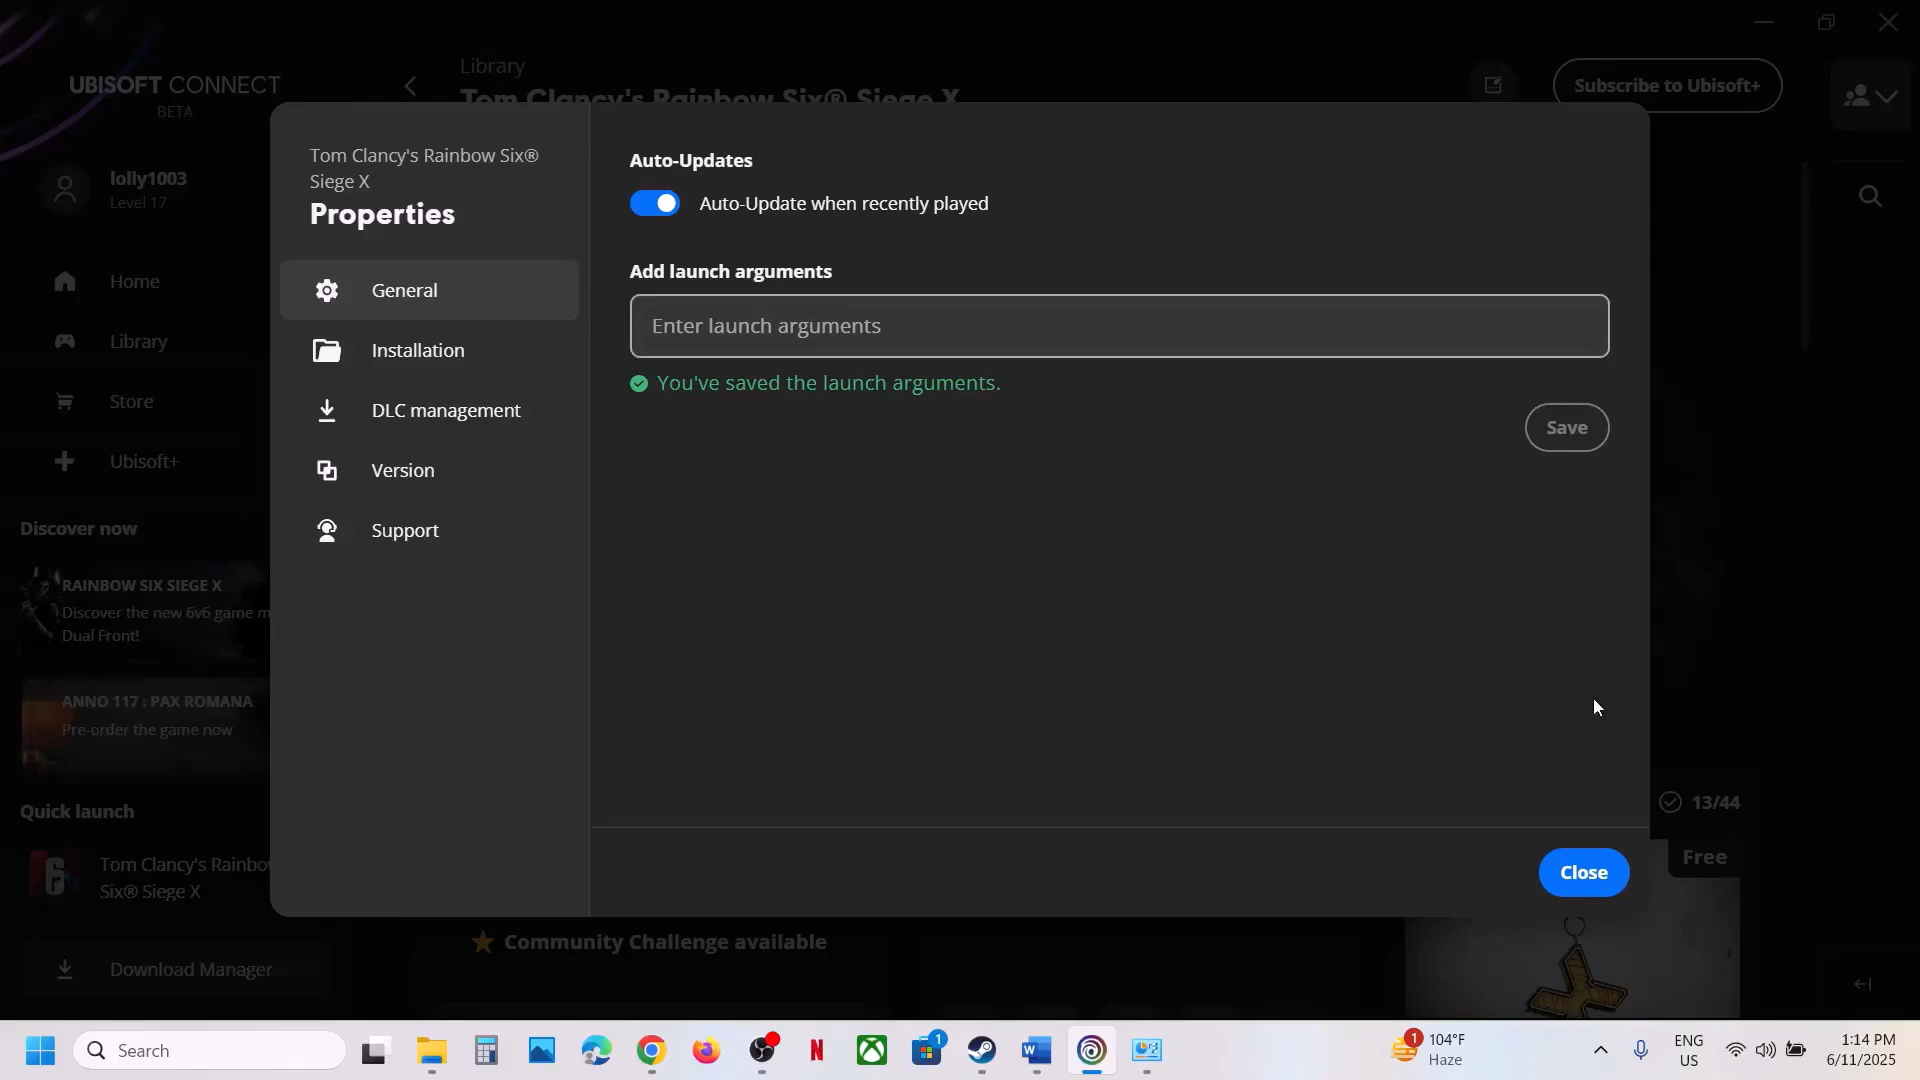 UBISOFT CONNECT
BETA
Library
Tom Clancy's Rainbow Six® Siege X
Subscribe to Ubisoft+
lolly1003
Level 17
Home
Library
Store
Ubisoft+
Discover now
RAINBOW SIX SIEGE X
Discover the new 6v6 game m
Dual Front!
ANNO 117 : PAX ROMANA
Pre-order the game now
Quick launch
Tom Clancy's Rainbo
Six® Siege X
Download Manager
Tom Clancy's Rainbow Six®
Siege X
Properties
General
Installation
DLC management
Version
Support
Auto-Updates
Auto-Update when recently played
Add launch arguments
Enter launch arguments
You've saved the launch arguments.
Save
Close
13/44
Free
Community Challenge available
Search
1
1
104°F
Haze
ENG
US
1:14 PM
6/11/2025